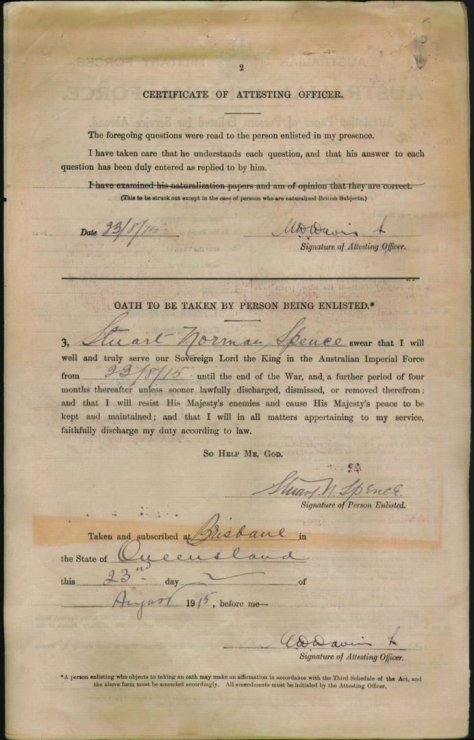 2
CERTIFICATE OF ATTESTING OFFICER.
The foregoing questions were read to the person enlisted in my presence.
I have taken care that he understands each question, and that his answer to each
question has been duly entered as replied to by him.
I have examined his naturalisation papers and am of opinion that they are correct.
(This to be struck out except in the case of persons who are naturalized British Subjects.)
Date 23/8/15
Signature of Attesting Officer.
OATH TO BE TAKEN BY PERSON BEING ENLISTED.*
3, Stuart Norman Spence swear that I will
well and truly serve our Sovereign Lord the King in the Australian Imperial Force
from 23/8/15 until the end of the War, and a further period of four
months thereafter unless sooner lawfully discharged, dismissed, or removed therefrom;
and that I will resist His Majesty's enemies and cause His Majesty's peace to be
kept and maintained; and that I will in all matters appertaining to my service,
faithfully discharge my duty according to law.
So Help Me, God.
Stuart N Spence
Signature of Person Enlisted.
Taken and subscribed at Brisbane in
the State of Queensland
this 23rd day of
August 1915, before me—
Signature of Attesting Officer.
*A person enlisting who objects to taking an oath may make an affirmation in accordance with the Third Schedule of the Act, and
the above form must be amended accordingly. All amendments must be initialed by the Attesting Officer.